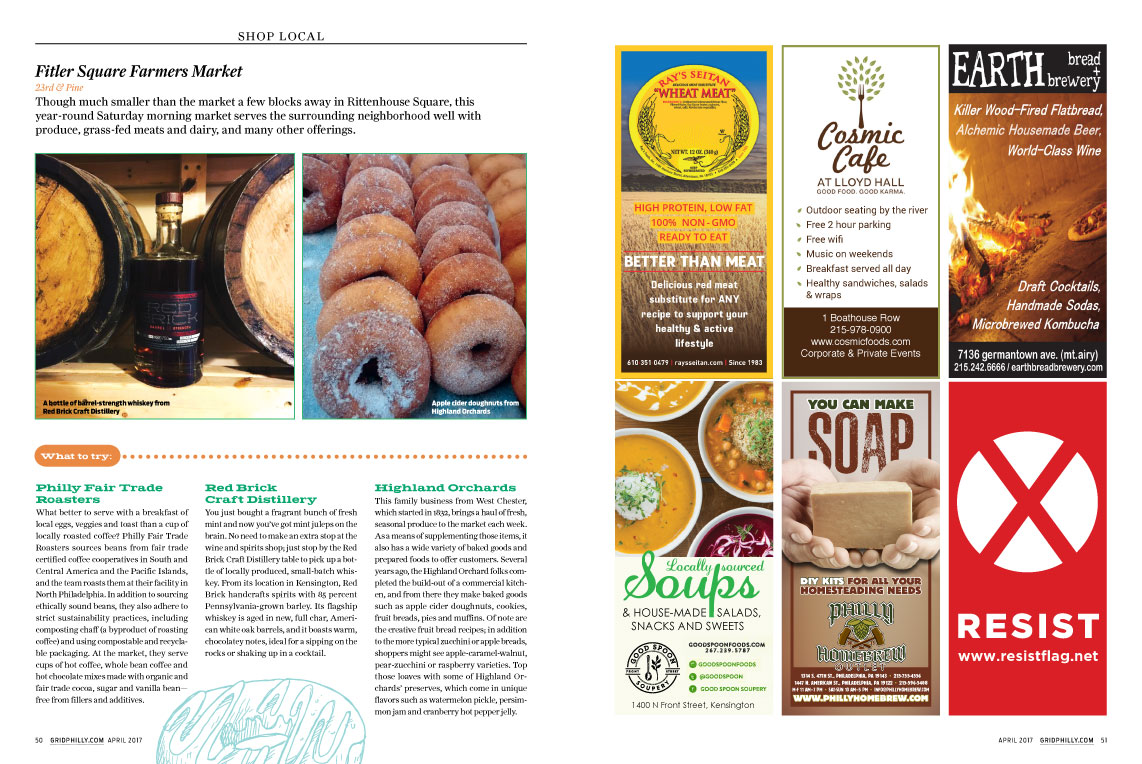 SHOP LOCAL
Fitler Square Farmers Market
23rd & Pine
Though much smaller than the market a few blocks away in Rittenhouse Square, this
year-round Saturday morning market serves the surrounding neighborhood well with
produce, grass-fed meats and dairy, and many other offerings.
RED
BRICK
A bottle of barrel-strength whiskey from
Red Brick Craft Distillery
Apple cider doughnuts from
Highland Orchards
What to try:
Philly Fair Trade
Roasters
What better to serve with a breakfast of
local eggs, veggies and toast than a cup of
locally roasted coffee? Philly Fair Trade
Roasters sources beans from fair trade
certified coffee cooperatives in South and
Central America and the Pacific Islands,
and the team roasts them at their facility in
North Philadelphia. In addition to sourcing
ethically sound beans, they also adhere to
strict sustainability practices, including
composting chaff (a byproduct of roasting
coffee) and using compostable and recycla-
ble packaging. At the market, they serve
cups of hot coffee, whole bean coffee and
hot chocolate mixes made with organic and
fair trade cocoa, sugar and vanilla bean—
free from fillers and additives.
Red Brick
Craft Distillery
You just bought a fragrant bunch of fresh
mint and now you've got mint juleps on the
brain. No need to make an extra stop at the
wine and spirits shop; just stop by the Red
Brick Craft Distillery table to pick up a bot-
tle of locally produced, small-batch whis-
key. From its location in Kensington, Red
Brick handcrafts spirits with 85 percent
Pennsylvania-grown barley. Its flagship
whiskey is aged in new, full char, Ameri-
can white oak barrels, and it boasts warm,
chocolatey notes, ideal for a sipping on the
rocks or shaking up in a cocktail.
Highland Orchards
This family business from West Chester,
which started in 1832, brings a haul of fresh,
seasonal produce to the market each week.
As a means of supplementing those items, it
also has a wide variety of baked goods and
prepared foods to offer customers. Several
years ago, the Highland Orchard folks com-
pleted the build-out of a commercial kitch-
en, and from there they make baked goods
such as apple cider doughnuts, cookies,
fruit breads, pies and muffins. Of note are
the creative fruit bread recipes; in addition
to the more typical zucchini or apple breads,
shoppers might see apple-caramel-walnut,
pear-zucchini or raspberry varieties. Top
those loaves with some of Highland Or-
chards' preserves, which come in unique
flavors such as watermelon pickle, persim-
mon jam and cranberry hot pepper jelly.
50 GRIDPHILLY.COM APRIL 2017
RAY'S SEITAN
"WHEAT MEAT"
NET WT. 12 OZ. (340 g)
HIGH PROTEIN, LOW FAT
100% NON-GMO
READY TO EAT
BETTER THAN MEAT
Delicious red meat
substitute for ANY
recipe to support your
healthy & active
lifestyle
610 351 0479 | raysseitan.com | Since 1983
Cosmic
Cafe
AT LLOYD HALL
GOOD FOOD. GOOD KARMA.
Outdoor seating by the river
Free 2 hour parking
Free wifi
Music on weekends
Breakfast served all day
Healthy sandwiches, salads
& wraps
1 Boathouse Row
215-978-0900
www.cosmicfoods.com
Corporate & Private Events
EARTH bread
+
brewery
Killer Wood-Fired Flatbread,
Alchemic Housemade Beer,
World-Class Wine
Draft Cocktails,
Handmade Sodas,
Microbrewed Kombucha
7136 germantown ave. (mt.airy)
215.242.6666 / earthbreadbrewery.com
Locally sourced
Soups
& HOUSE-MADE SALADS,
SNACKS AND SWEETS
GOOD SPOON
FRONT STREET
SOUPERY
GOODSPOONFOODS.COM
267.239.5787
GOODSPOONFOODS
@GOODSPOON
GOOD SPOON SOUPERY
1400 N Front Street, Kensington
YOU CAN MAKE
SOAP
DIY KITS FOR ALL YOUR
HOMESTEADING NEEDS
PHILLY
HOMEBREW
OUTLET
WWW.PHILLYHOMEBREW.COM
RESIST
www.resistflag.net
APRIL 2017 GRIDPHILLY.COM 51